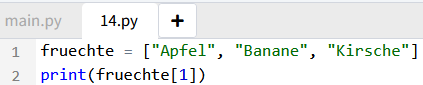 main.py 14.py +
1 fruechte = ["Apfel", "Banane", "Kirsche"]
2 print(fruechte[1])